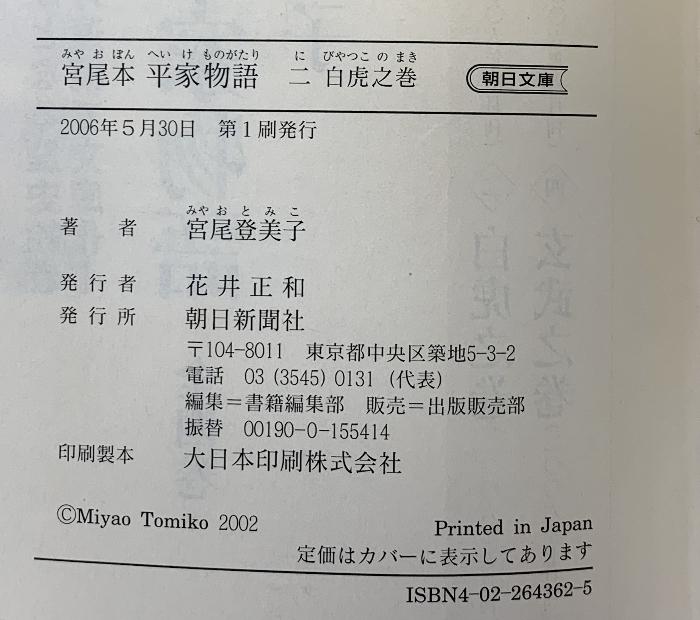 みやおぼん へいけものがたり に びやつこのまき
宮尾本 平家物語 二 白虎之巻 朝日文庫
2006年5月30日 第1刷発行
みやおとみこ
著者 宮尾登美子
発行者 花井正和
発行所 朝日新聞社
〒104-8011 東京都中央区築地5-3-2
電話 03(3545)0131(代表)
編集=書籍編集部 販売=出版販売部
振替 00190-0-155414
印刷製本 大日本印刷株式会社
©Miyao Tomiko 2002
Printed in Japan
定価はカバーに表示してあります
ISBN4-02-264362-5